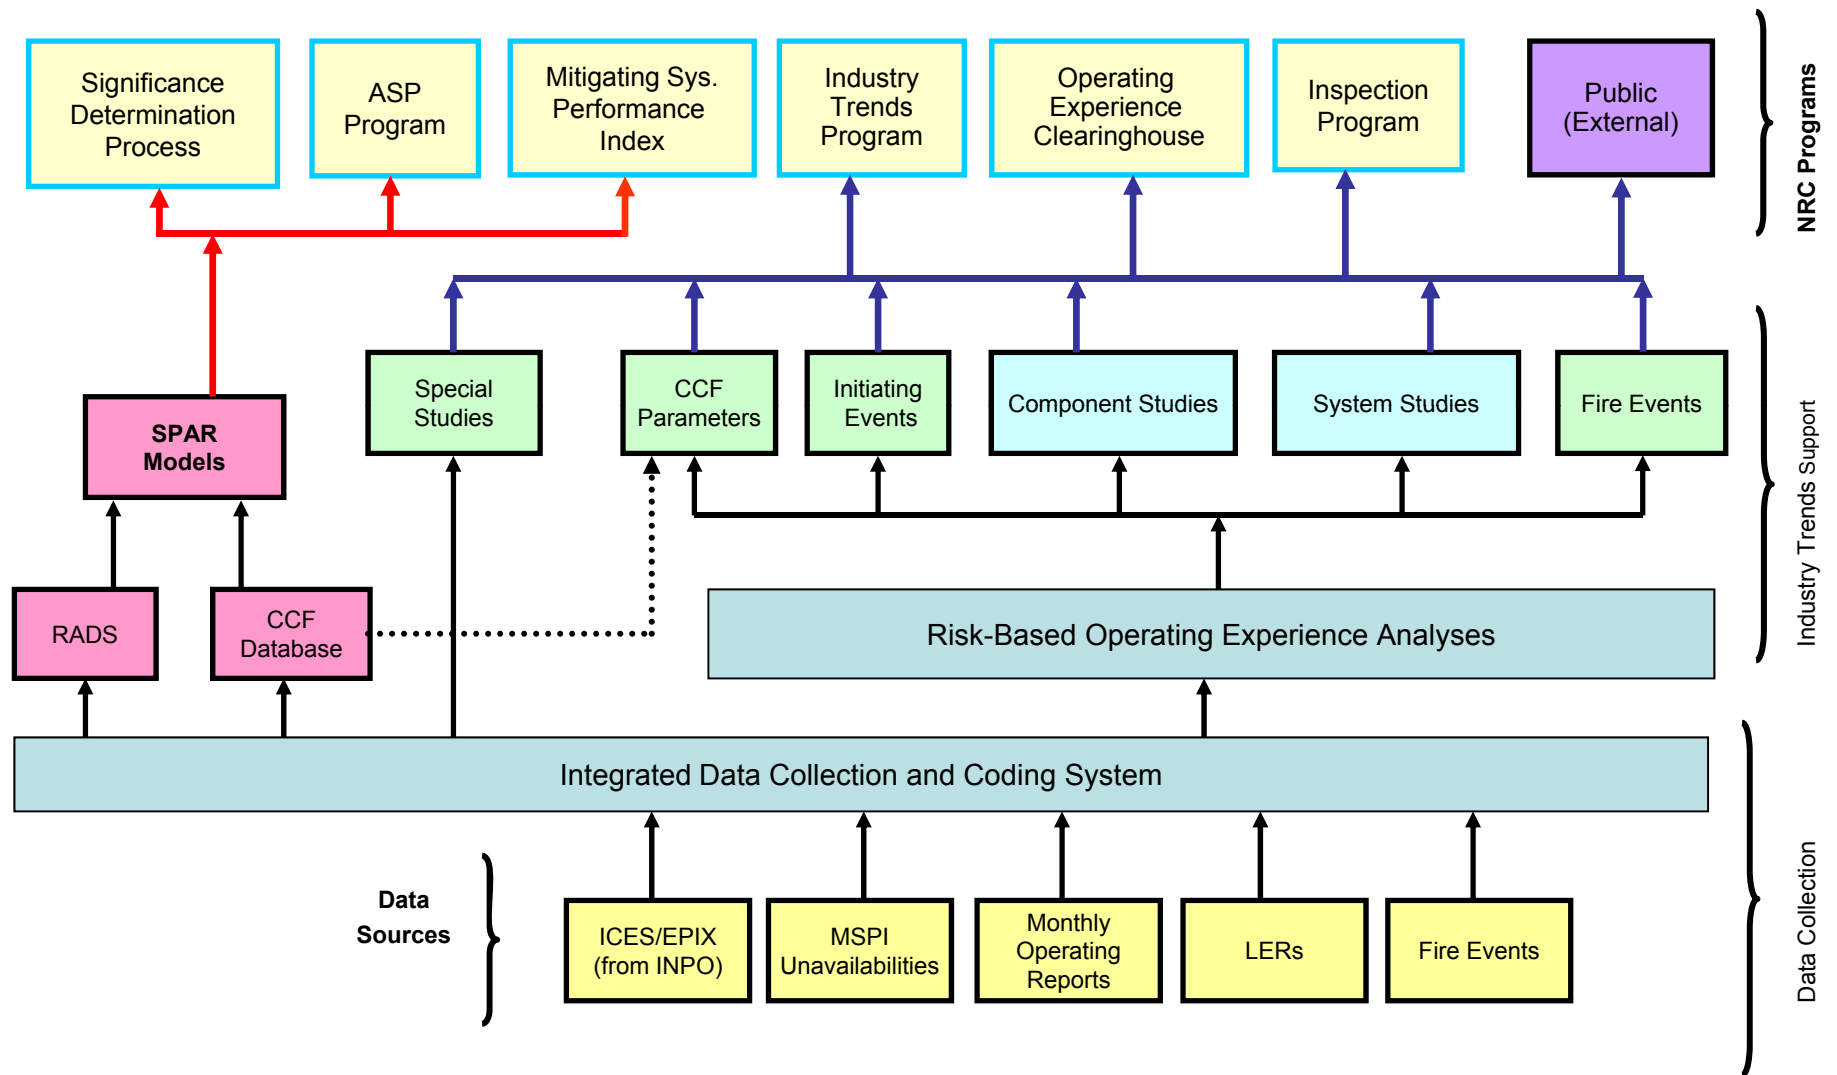 Significance
Determination
Process
ASP
Program
Mitigating Sys.
Performance
Index
Industry
Trends
Program
Operating
Experience
Clearinghouse
Inspection
Program
Public
(External)
NRC Programs
Special
Studies
CCF
Parameters
Initiating
Events
Component Studies
System Studies
Fire Events
SPAR
Models
Industry Trends Support
RADS
CCF
Database
Risk-Based Operating Experience Analyses
Integrated Data Collection and Coding System
Data
Sources
ICES/EPIX
(from INPO)
MSPI
Unavailabilities
Monthly
Operating
Reports
LERs
Fire Events
Data Collection